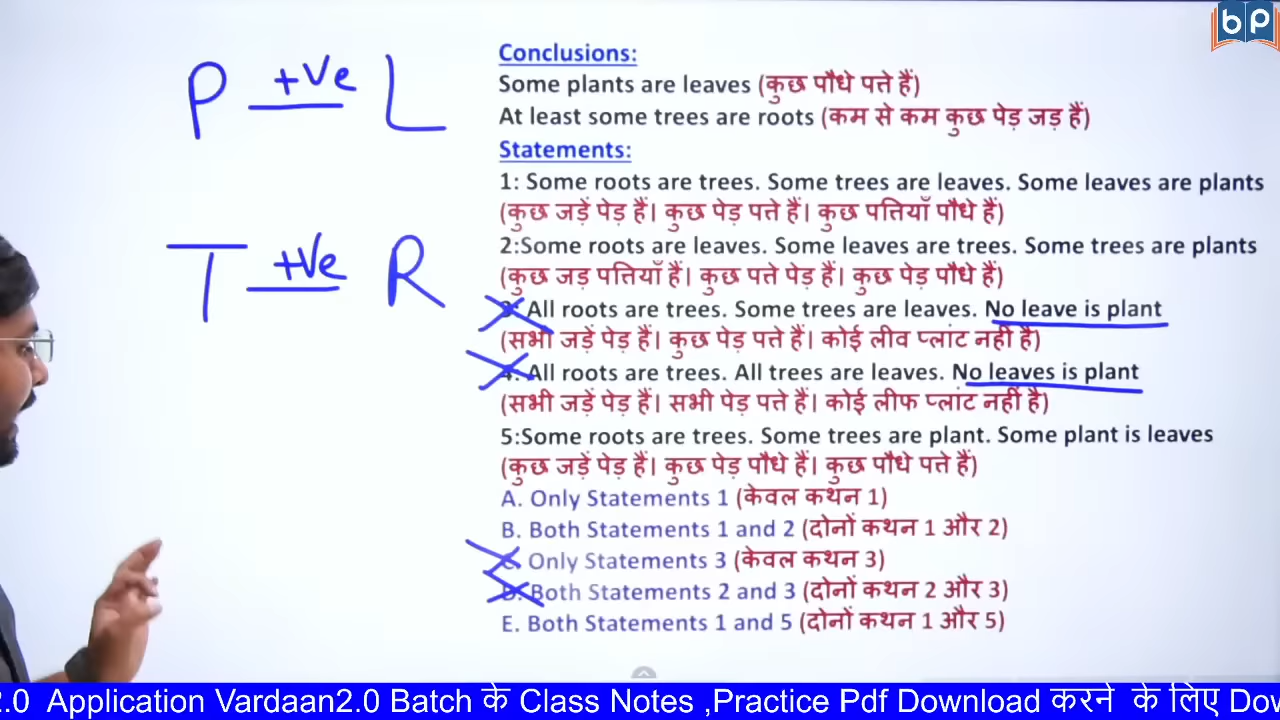 bp
P +ve L
T +ve R
Conclusions:
Some plants are leaves (कुछ पौधे पत्ते हैं)
At least some trees are roots (कम से कम कुछ पेड़ जड़ हैं)
Statements:
1: Some roots are trees. Some trees are leaves. Some leaves are plants
(कुछ जड़ें पेड़ हैं। कुछ पेड़ पत्ते हैं। कुछ पत्तियाँ पौधे हैं)
2:Some roots are leaves. Some leaves are trees. Some trees are plants
(कुछ जड़ पत्तियाँ हैं। कुछ पत्ते पेड़ हैं। कुछ पेड़ पौधे हैं)
3: All roots are trees. Some trees are leaves. No leave is plant
(सभी जड़ें पेड़ हैं। कुछ पेड़ पत्ते हैं। कोई लीव प्लांट नहीं है)
4: All roots are trees. All trees are leaves. No leaves is plant
(सभी जड़ें पेड़ हैं। सभी पेड़ पत्ते हैं। कोई लीफ प्लांट नहीं है)
5:Some roots are trees. Some trees are plant. Some plant is leaves
(कुछ जड़ें पेड़ हैं। कुछ पेड़ पौधे हैं। कुछ पौधे पत्ते हैं)
A. Only Statements 1 (केवल कथन 1)
B. Both Statements 1 and 2 (दोनों कथन 1 और 2)
C. Only Statements 3 (केवल कथन 3)
D. Both Statements 2 and 3 (दोनों कथन 2 और 3)
E. Both Statements 1 and 5 (दोनों कथन 1 और 5)
2.0 Application Vardaan2.0 Batch के Class Notes ,Practice Pdf Download करने के लिए Dow